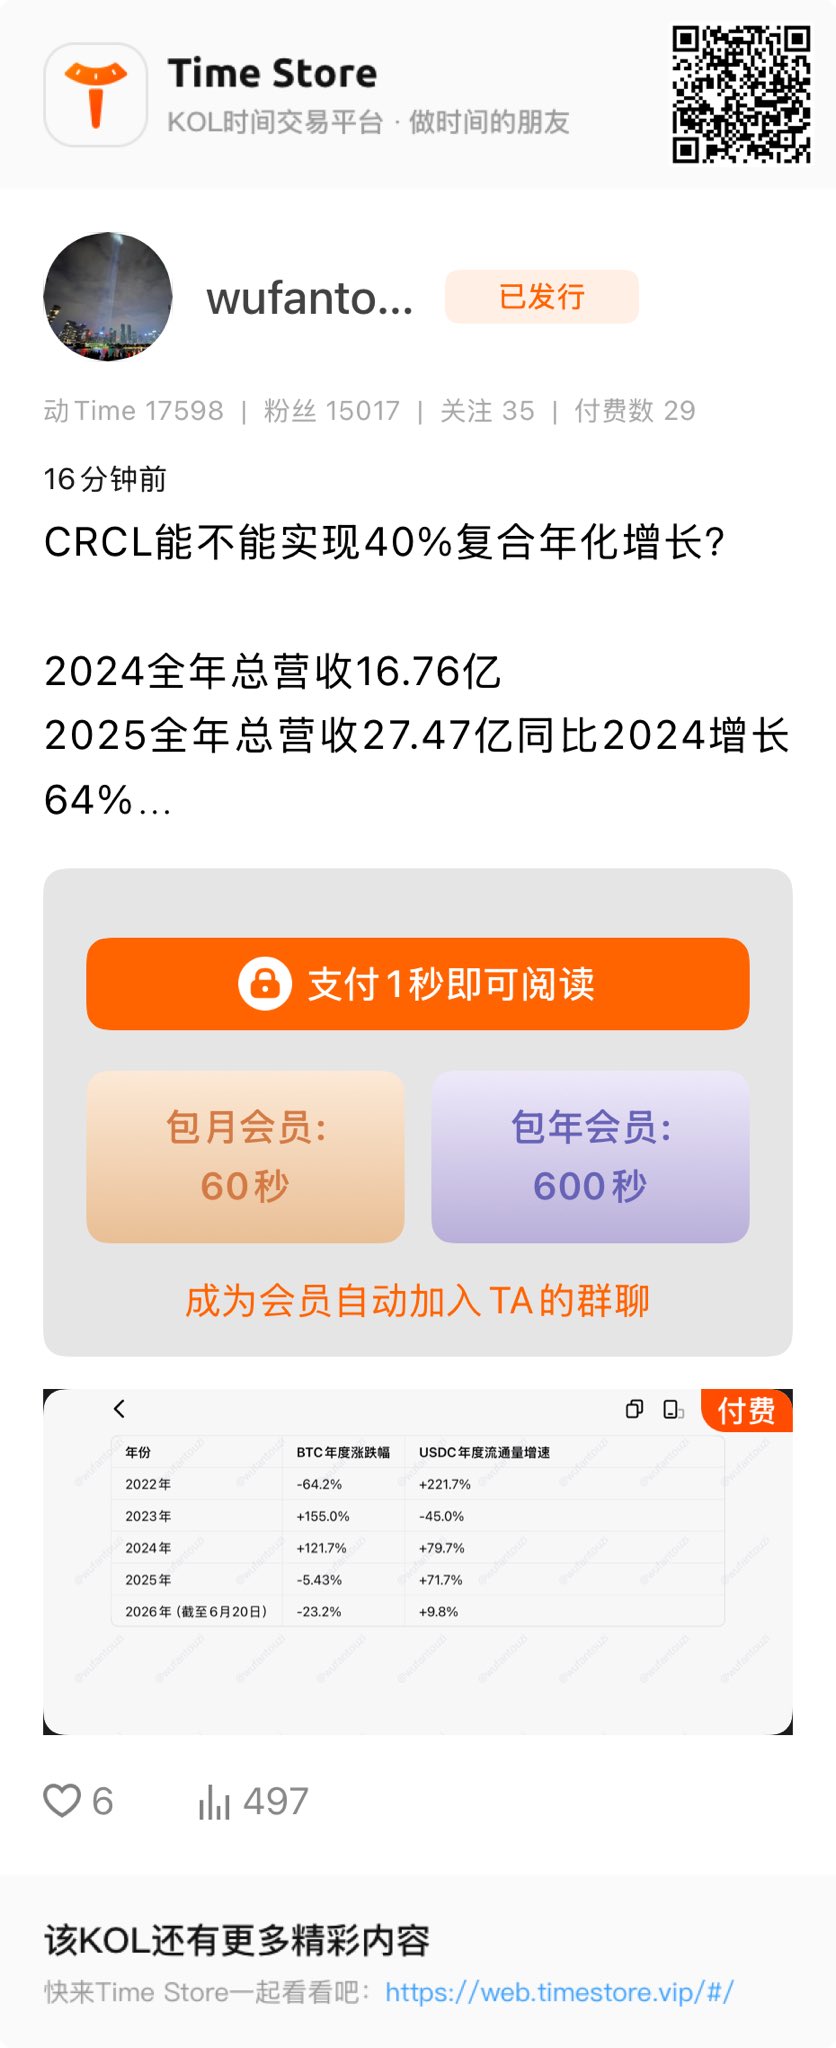 Time Store
KOL时间交易平台 · 做时间的朋友
wufanto...
已发行
动Time 17598 | 粉丝 15017 | 关注 35 | 付费数 29
16分钟前
CRCL能不能实现40%复合年化增长?
2024全年总营收16.76亿
2025全年总营收27.47亿同比2024增长
64%...
支付1秒即可阅读
包月会员:
60秒
包年会员:
600秒
成为会员自动加入TA的群聊
付费
年份 BTC年度涨跌幅 USDC年度流通量增速
2022年 -64.2% +221.7%
2023年 +155.0% -45.0%
2024年 +121.7% +79.7%
2025年 -5.43% +71.7%
2026年 (截至6月20日) -23.2% +9.8%
@wufantouzi
6
497
该KOL还有更多精彩内容
快来Time Store一起看看吧: https://web.timestore.vip/#/